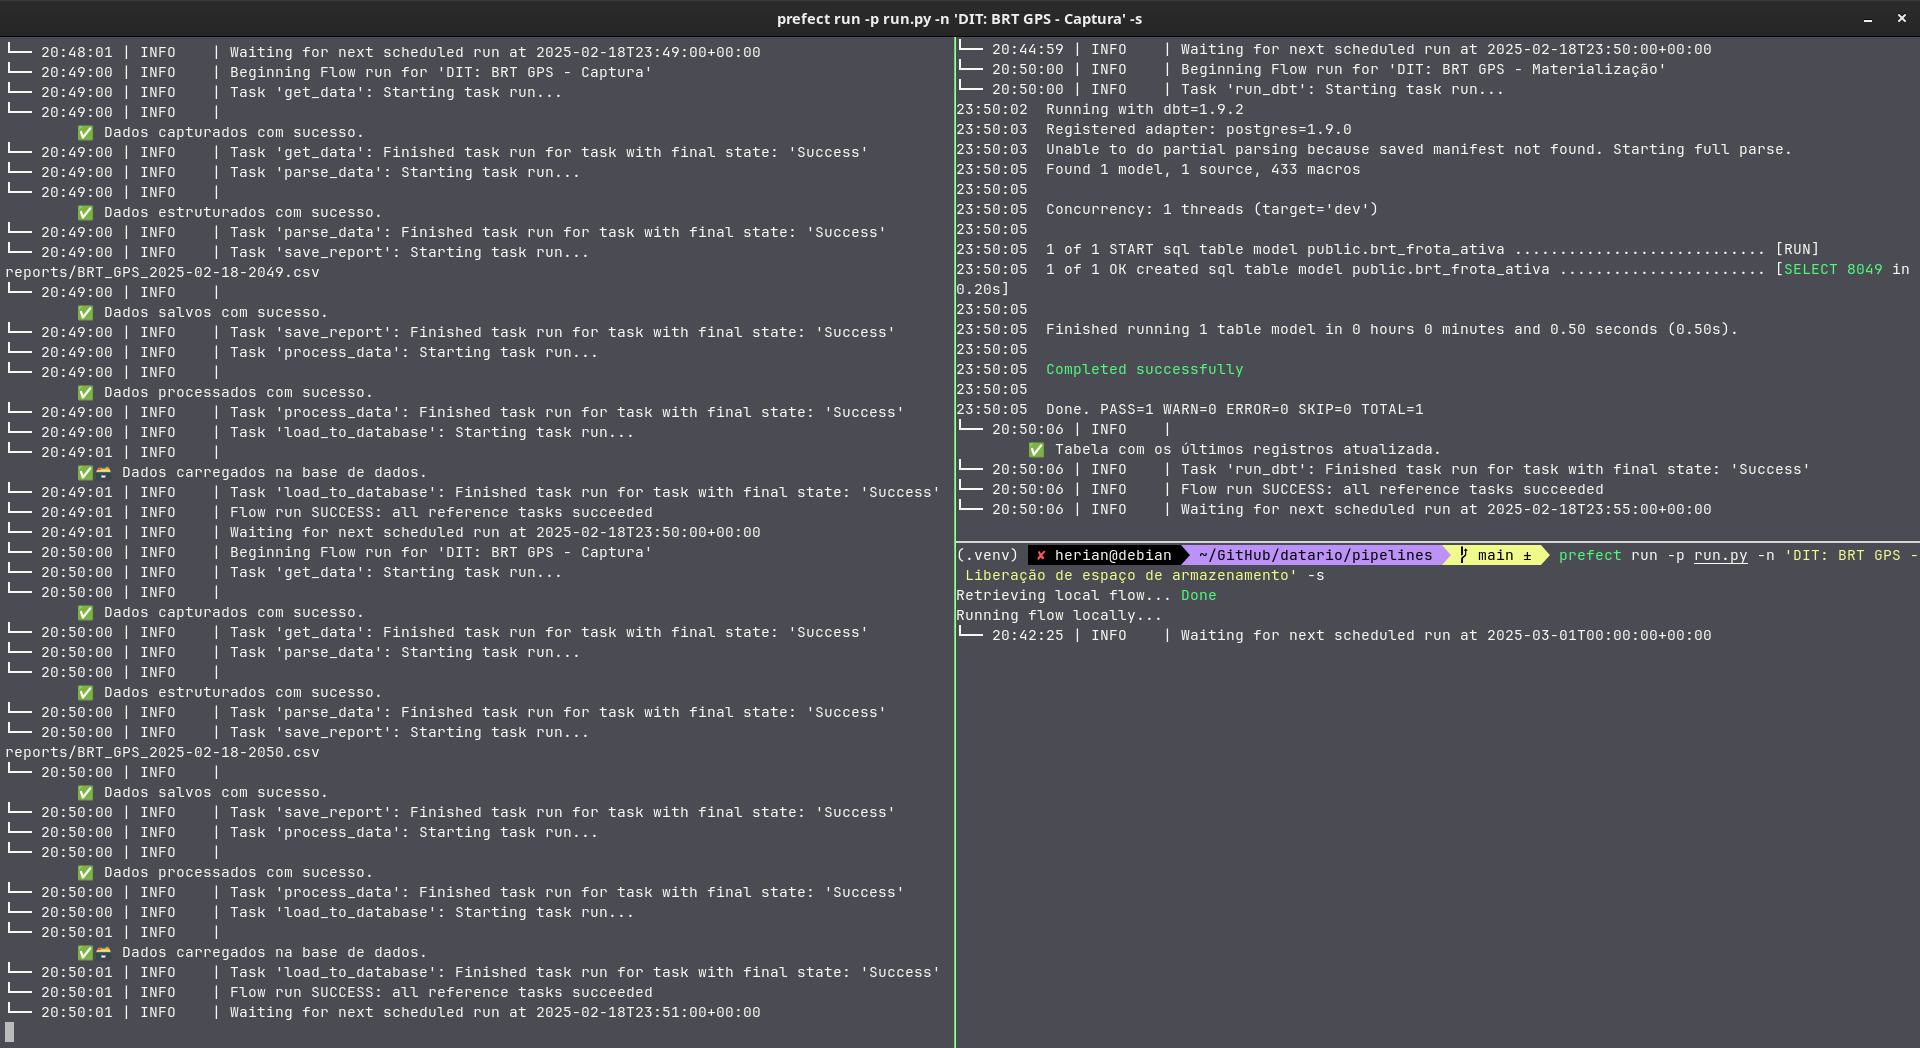 prefect run -p run.py -n 'DIT: BRT GPS - Captura' -s
└── 20:48:01 | INFO    | Waiting for next scheduled run at 2025-02-18T23:49:00+00:00
└── 20:49:00 | INFO    | Beginning Flow run for 'DIT: BRT GPS - Captura'
└── 20:49:00 | INFO    | Task 'get_data': Starting task run...
└── 20:49:00 | INFO    |
✅ Dados capturados com sucesso.
└── 20:49:00 | INFO    | Task 'get_data': Finished task run for task with final state: 'Success'
└── 20:49:00 | INFO    | Task 'parse_data': Starting task run...
└── 20:49:00 | INFO    |
✅ Dados estruturados com sucesso.
└── 20:49:00 | INFO    | Task 'parse_data': Finished task run for task with final state: 'Success'
└── 20:49:00 | INFO    | Task 'save_report': Starting task run...
reports/BRT_GPS_2025-02-18-2049.csv
└── 20:49:00 | INFO    |
✅ Dados salvos com sucesso.
└── 20:49:00 | INFO    | Task 'save_report': Finished task run for task with final state: 'Success'
└── 20:49:00 | INFO    | Task 'process_data': Starting task run...
└── 20:49:00 | INFO    |
✅ Dados processados com sucesso.
└── 20:49:00 | INFO    | Task 'process_data': Finished task run for task with final state: 'Success'
└── 20:49:00 | INFO    | Task 'load_to_database': Starting task run...
└── 20:49:01 | INFO    |
✅🗃️ Dados carregados na base de dados.
└── 20:49:01 | INFO    | Task 'load_to_database': Finished task run for task with final state: 'Success'
└── 20:49:01 | INFO    | Flow run SUCCESS: all reference tasks succeeded
└── 20:49:01 | INFO    | Waiting for next scheduled run at 2025-02-18T23:50:00+00:00
└── 20:50:00 | INFO    | Beginning Flow run for 'DIT: BRT GPS - Captura'
└── 20:50:00 | INFO    | Task 'get_data': Starting task run...
└── 20:50:00 | INFO    |
✅ Dados capturados com sucesso.
└── 20:50:00 | INFO    | Task 'get_data': Finished task run for task with final state: 'Success'
└── 20:50:00 | INFO    | Task 'parse_data': Starting task run...
└── 20:50:00 | INFO    |
✅ Dados estruturados com sucesso.
└── 20:50:00 | INFO    | Task 'parse_data': Finished task run for task with final state: 'Success'
└── 20:50:00 | INFO    | Task 'save_report': Starting task run...
reports/BRT_GPS_2025-02-18-2050.csv
└── 20:50:00 | INFO    |
✅ Dados salvos com sucesso.
└── 20:50:00 | INFO    | Task 'save_report': Finished task run for task with final state: 'Success'
└── 20:50:00 | INFO    | Task 'process_data': Starting task run...
└── 20:50:00 | INFO    |
✅ Dados processados com sucesso.
└── 20:50:00 | INFO    | Task 'process_data': Finished task run for task with final state: 'Success'
└── 20:50:00 | INFO    | Task 'load_to_database': Starting task run...
└── 20:50:01 | INFO    |
✅🗃️ Dados carregados na base de dados.
└── 20:50:01 | INFO    | Task 'load_to_database': Finished task run for task with final state: 'Success'
└── 20:50:01 | INFO    | Flow run SUCCESS: all reference tasks succeeded
└── 20:50:01 | INFO    | Waiting for next scheduled run at 2025-02-18T23:51:00+00:00
└── 20:44:59 | INFO    | Waiting for next scheduled run at 2025-02-18T23:50:00+00:00
└── 20:50:00 | INFO    | Beginning Flow run for 'DIT: BRT GPS - Materialização'
└── 20:50:00 | INFO    | Task 'run_dbt': Starting task run...
23:50:02  Running with dbt=1.9.2
23:50:03  Registered adapter: postgres=1.9.0
23:50:03  Unable to do partial parsing because saved manifest not found. Starting full parse.
23:50:05  Found 1 model, 1 source, 433 macros
23:50:05
23:50:05  Concurrency: 1 threads (target='dev')
23:50:05
23:50:05  1 of 1 START sql table model public.brt_frota_ativa ............................ [RUN]
23:50:05  1 of 1 OK created sql table model public.brt_frota_ativa ....................... [SELECT 8049 in
0.20s]
23:50:05
23:50:05  Finished running 1 table model in 0 hours 0 minutes and 0.50 seconds (0.50s).
23:50:05
23:50:05  Completed successfully
23:50:05
23:50:05  Done. PASS=1 WARN=0 ERROR=0 SKIP=0 TOTAL=1
└── 20:50:06 | INFO    |
✅ Tabela com os últimos registros atualizada.
└── 20:50:06 | INFO    | Task 'run_dbt': Finished task run for task with final state: 'Success'
└── 20:50:06 | INFO    | Flow run SUCCESS: all reference tasks succeeded
└── 20:50:06 | INFO    | Waiting for next scheduled run at 2025-02-18T23:55:00+00:00
(.venv) ✘ herian@debian ~/GitHub/datario/pipelines main ± prefect run -p run.py -n 'DIT: BRT GPS -
Liberação de espaço de armazenamento' -s
Retrieving local flow... Done
Running flow locally...
└── 20:42:25 | INFO    | Waiting for next scheduled run at 2025-03-01T00:00:00+00:00